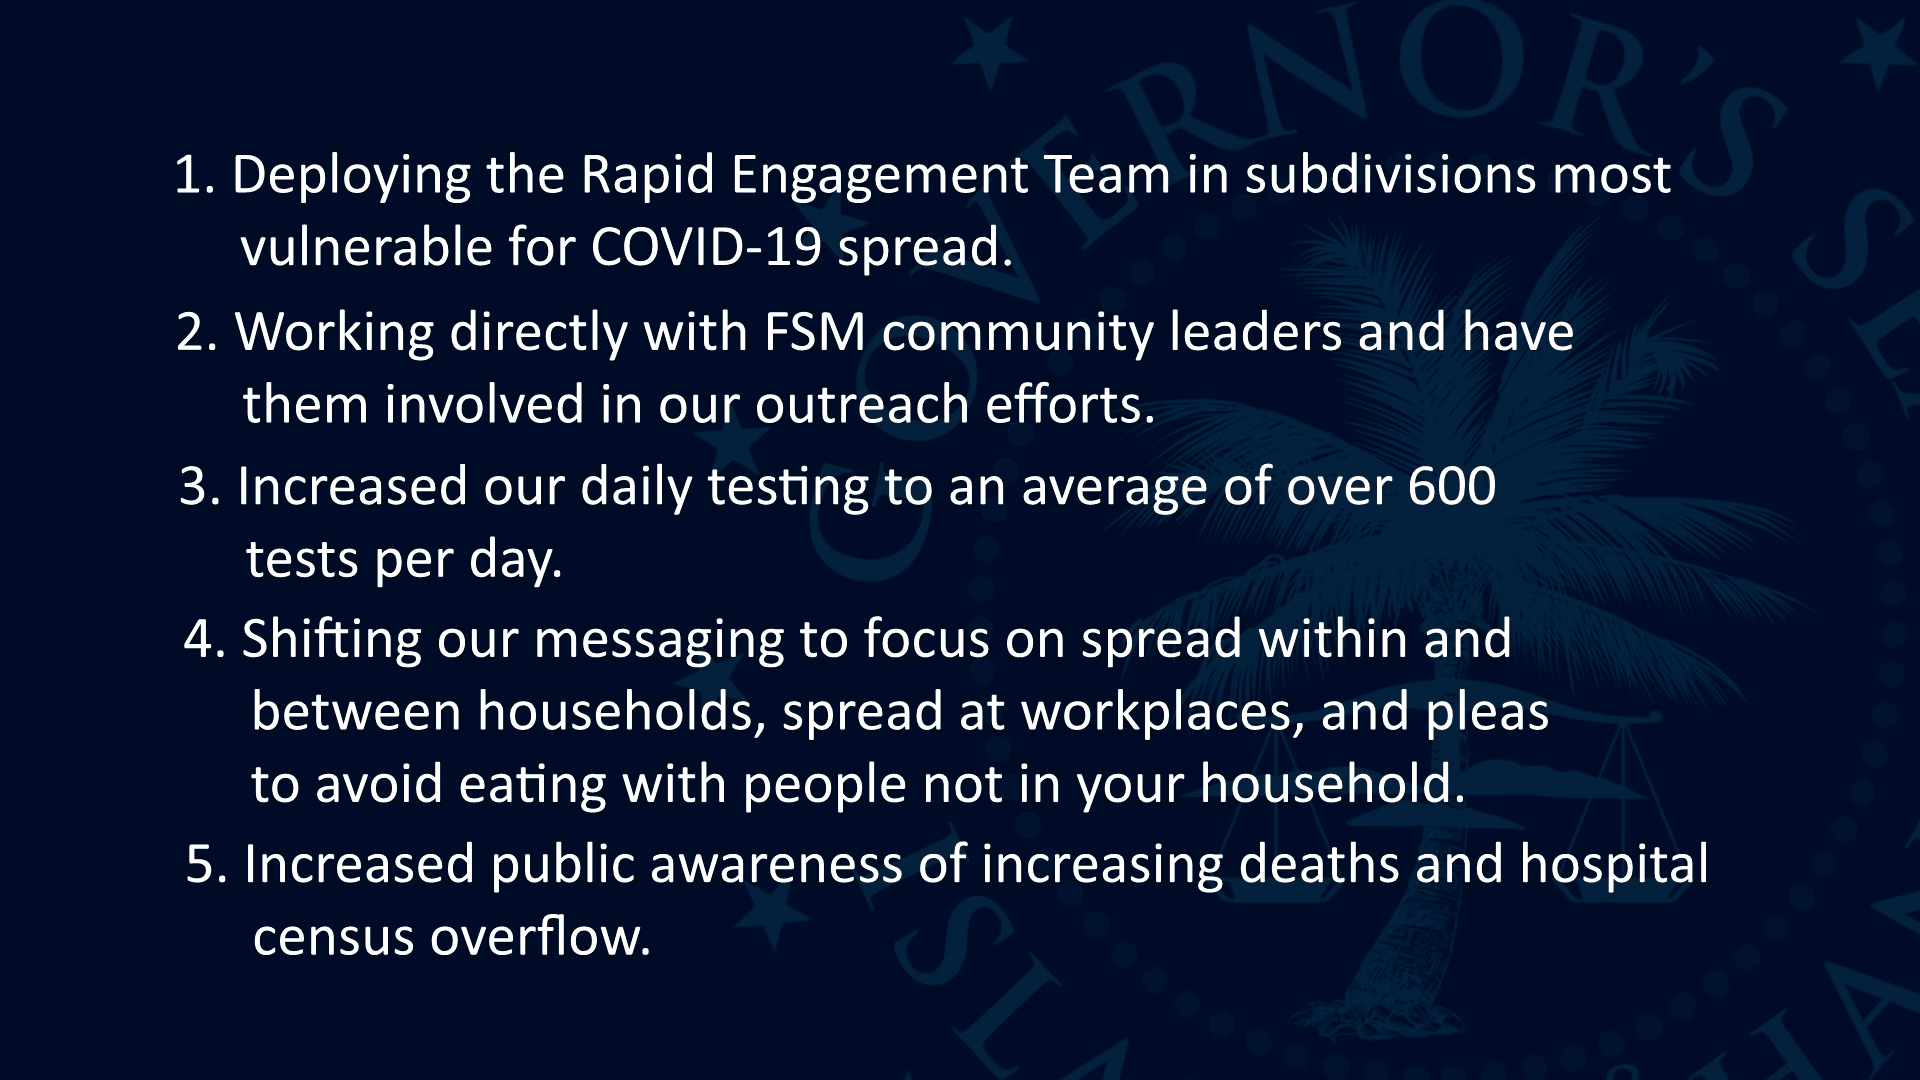 GOVERNOR'S SE
1. Deploying the Rapid Engagement Team in subdivisions most
vulnerable for COVID-19 spread.
2. Working directly with FSM community leaders and have
them involved in our outreach efforts.
3. Increased our daily testing to an average of over 600
tests per day.
4. Shifting our messaging to focus on spread within and
between households, spread at workplaces, and pleas
to avoid eating with people not in your household.
5. Increased public awareness of increasing deaths and hospital
census overflow.